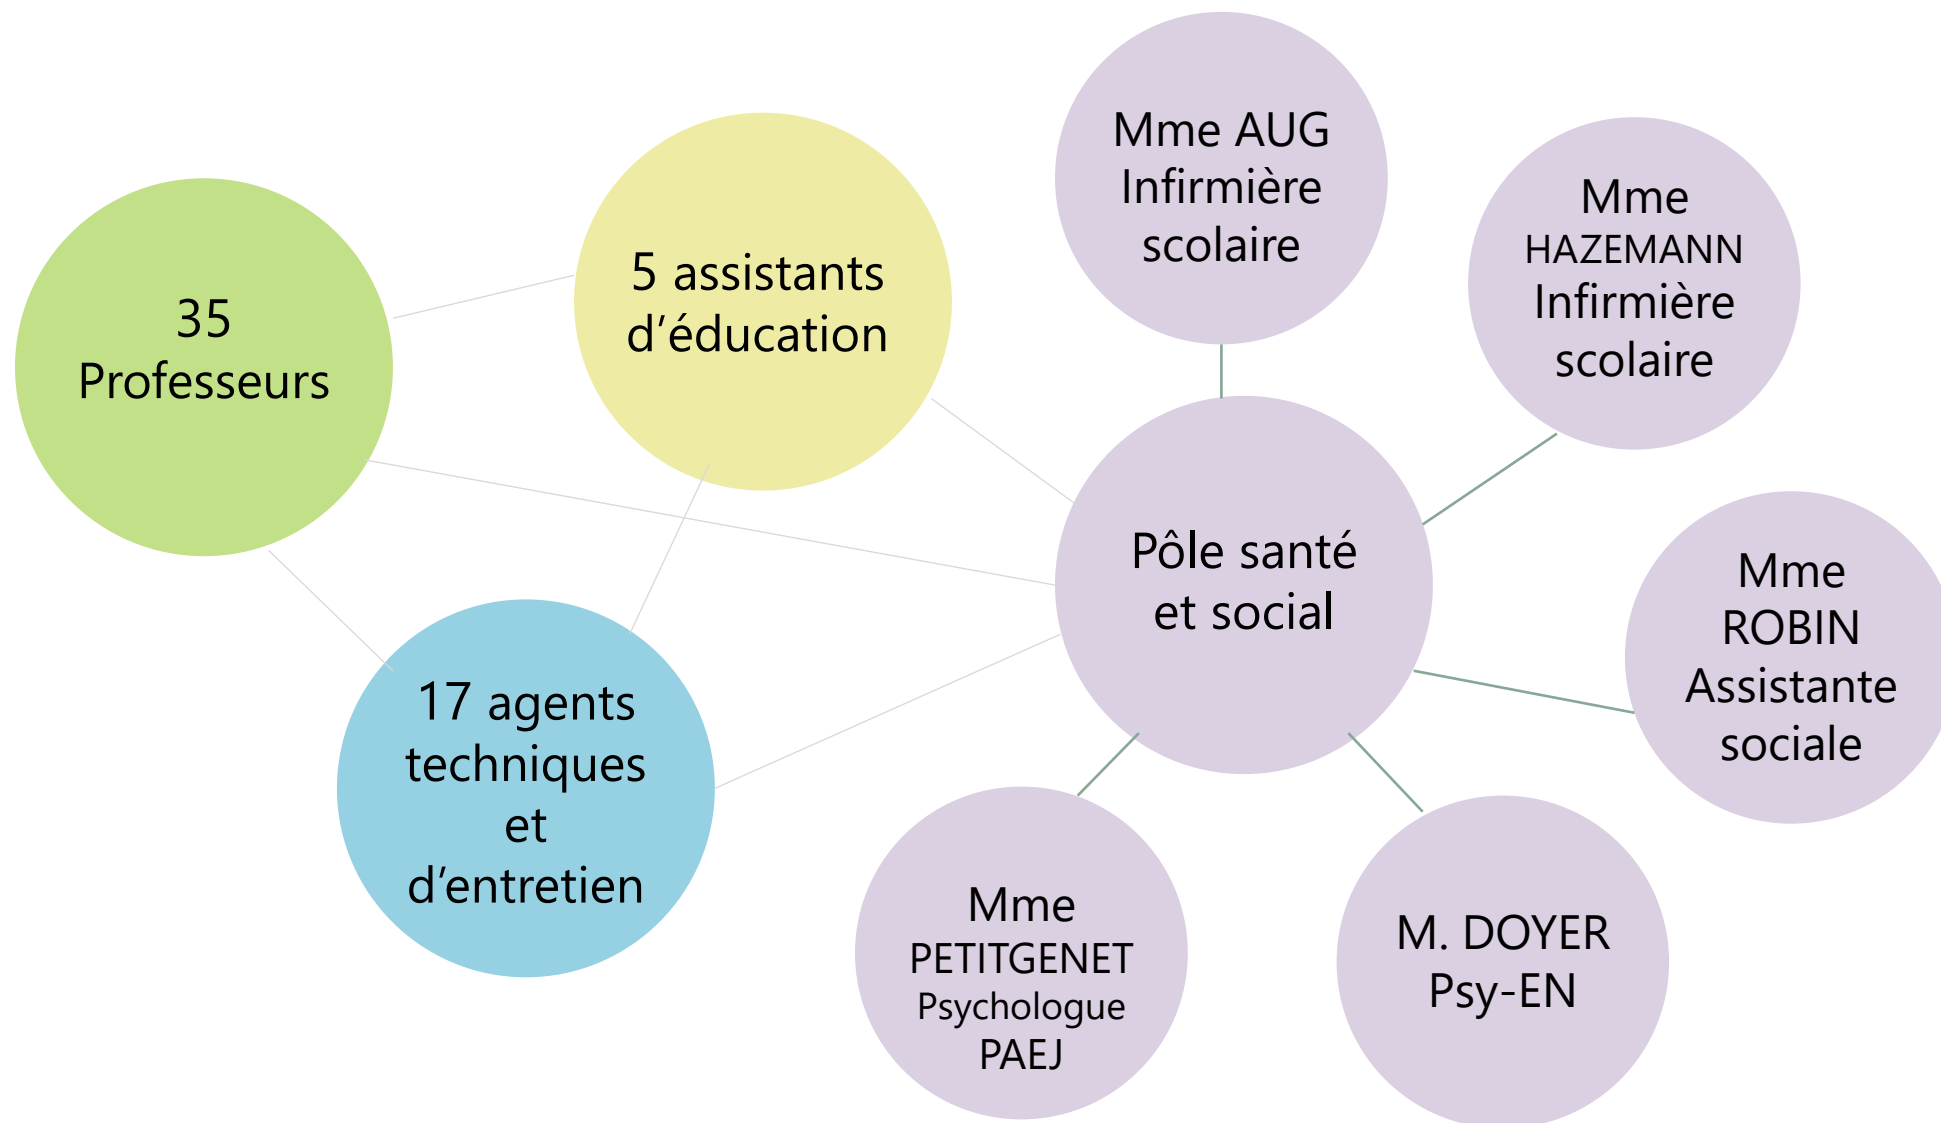 35
Professeurs
5 assistants
d’éducation
17 agents
techniques
et
d’entretien
Pôle santé
et social
Mme AUG
Infirmière
scolaire
Mme
HAZEMANN
Infirmière
scolaire
Mme
ROBIN
Assistante
sociale
M. DOYER
Psy-EN
Mme
PETITGENET
Psychologue
PAEJ